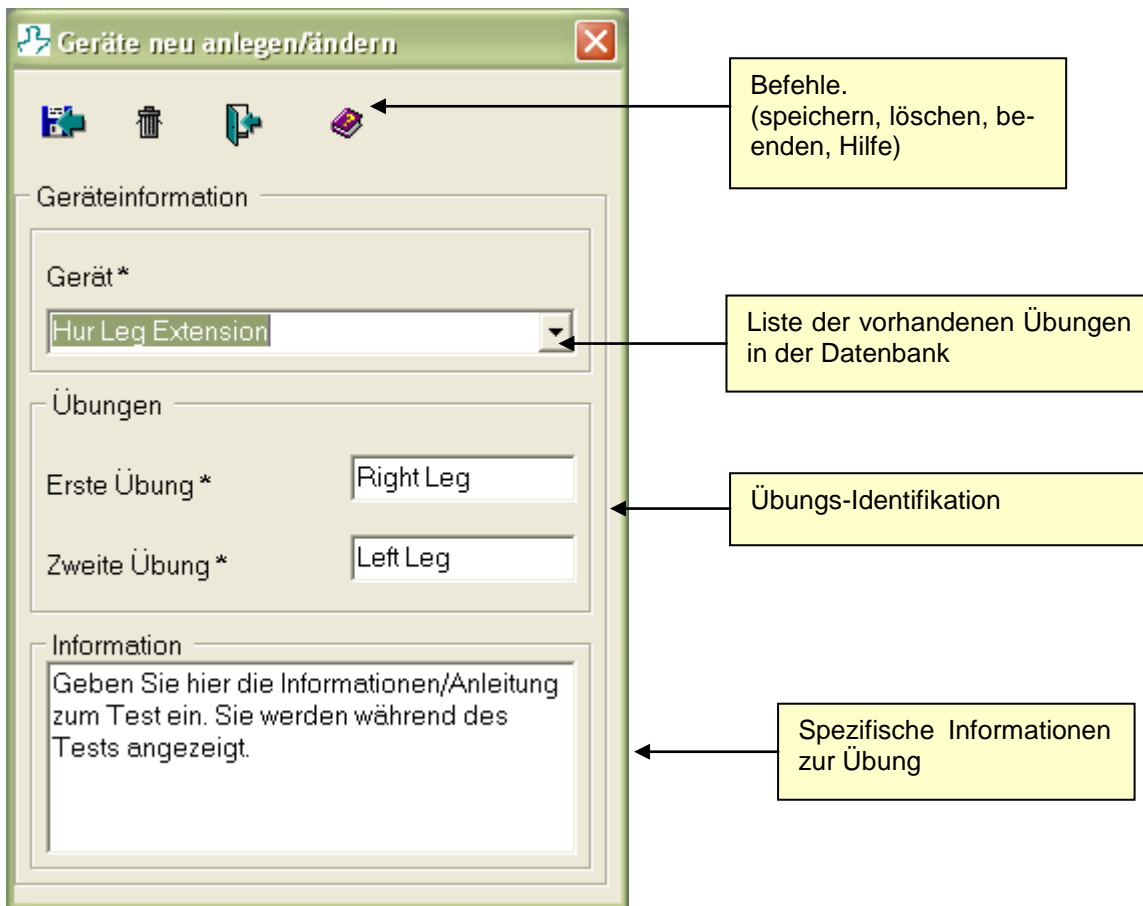 Geräte neu anlegen/ändern
Befehle.
(speichern, löschen, be-
enden, Hilfe)
Geräteinformation
Gerät*
Hur Leg Extension
Liste der vorhandenen Übungen
in der Datenbank
Übungen
Erste Übung *
Right Leg
Übungs-Identifikation
Zweite Übung *
Left Leg
Information
Geben Sie hier die Informationen/Anleitung
zum Test ein. Sie werden während des
Tests angezeigt.
Spezifische Informationen
zur Übung